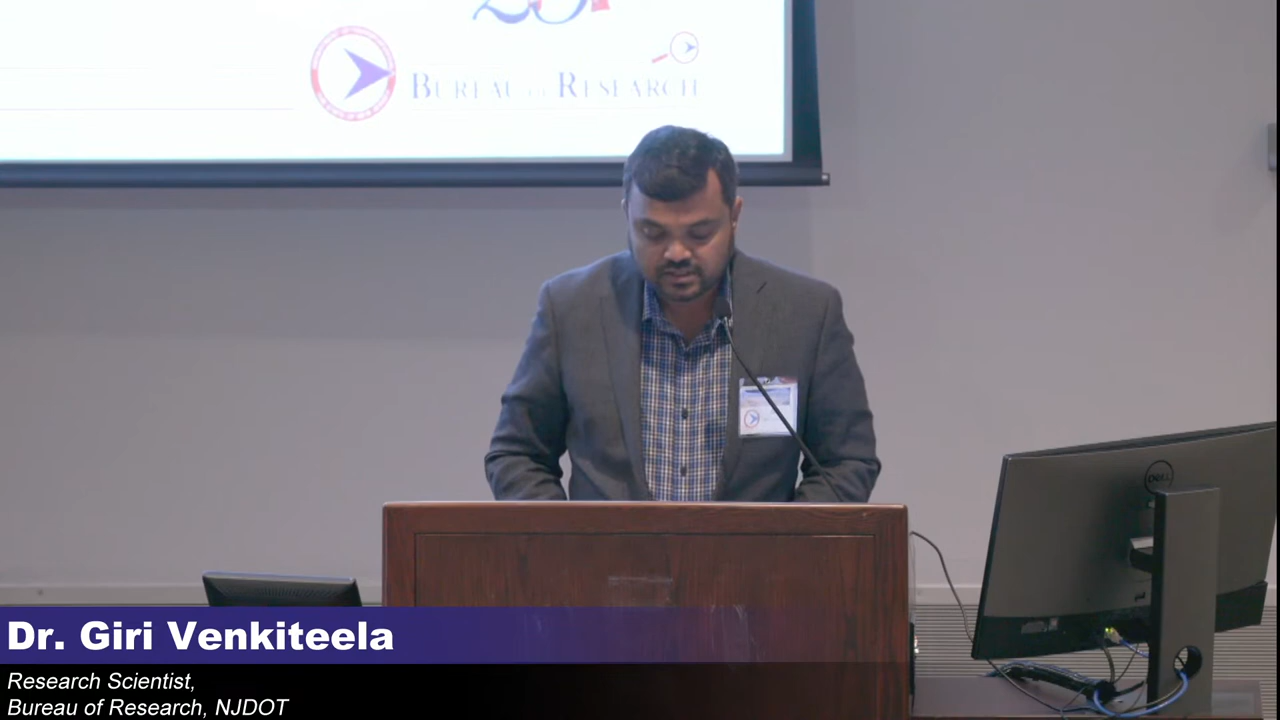 BUREAU OF RESEARCH
DELL
Dr. Giri Venkiteela
Research Scientist,
Bureau of Research, NJDOT